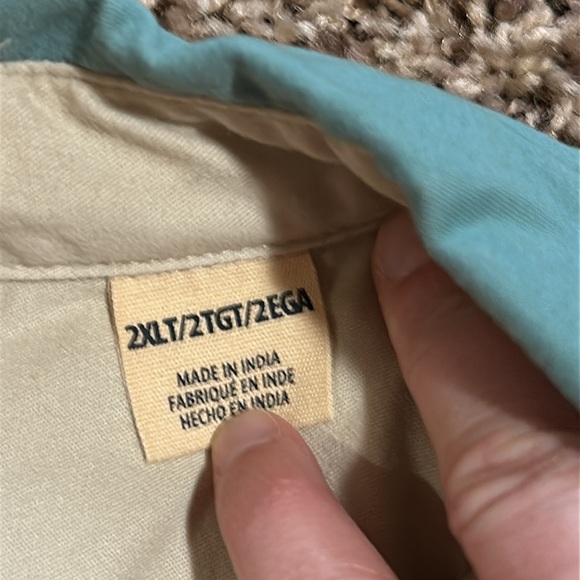 2XLT/2TGT/2EGA
MADE IN INDIA
FABRIQUÉ EN INDE
HECHO EN INDIA